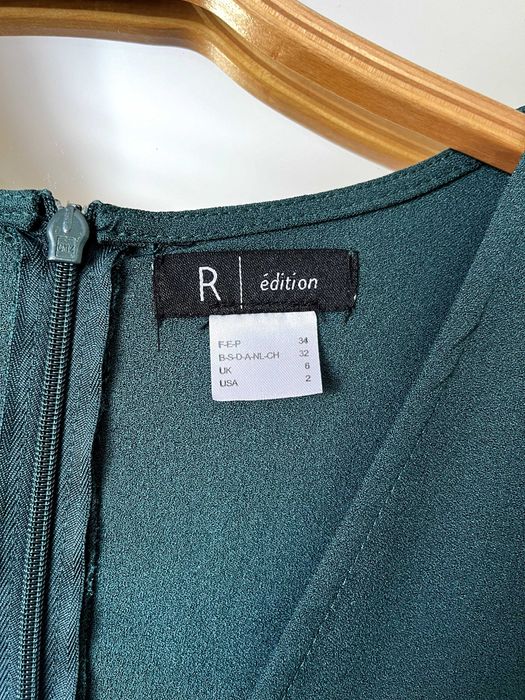 R | édition
F-E-P 34
B-S-D-A-NL-CH 32
UK 6
USA 2